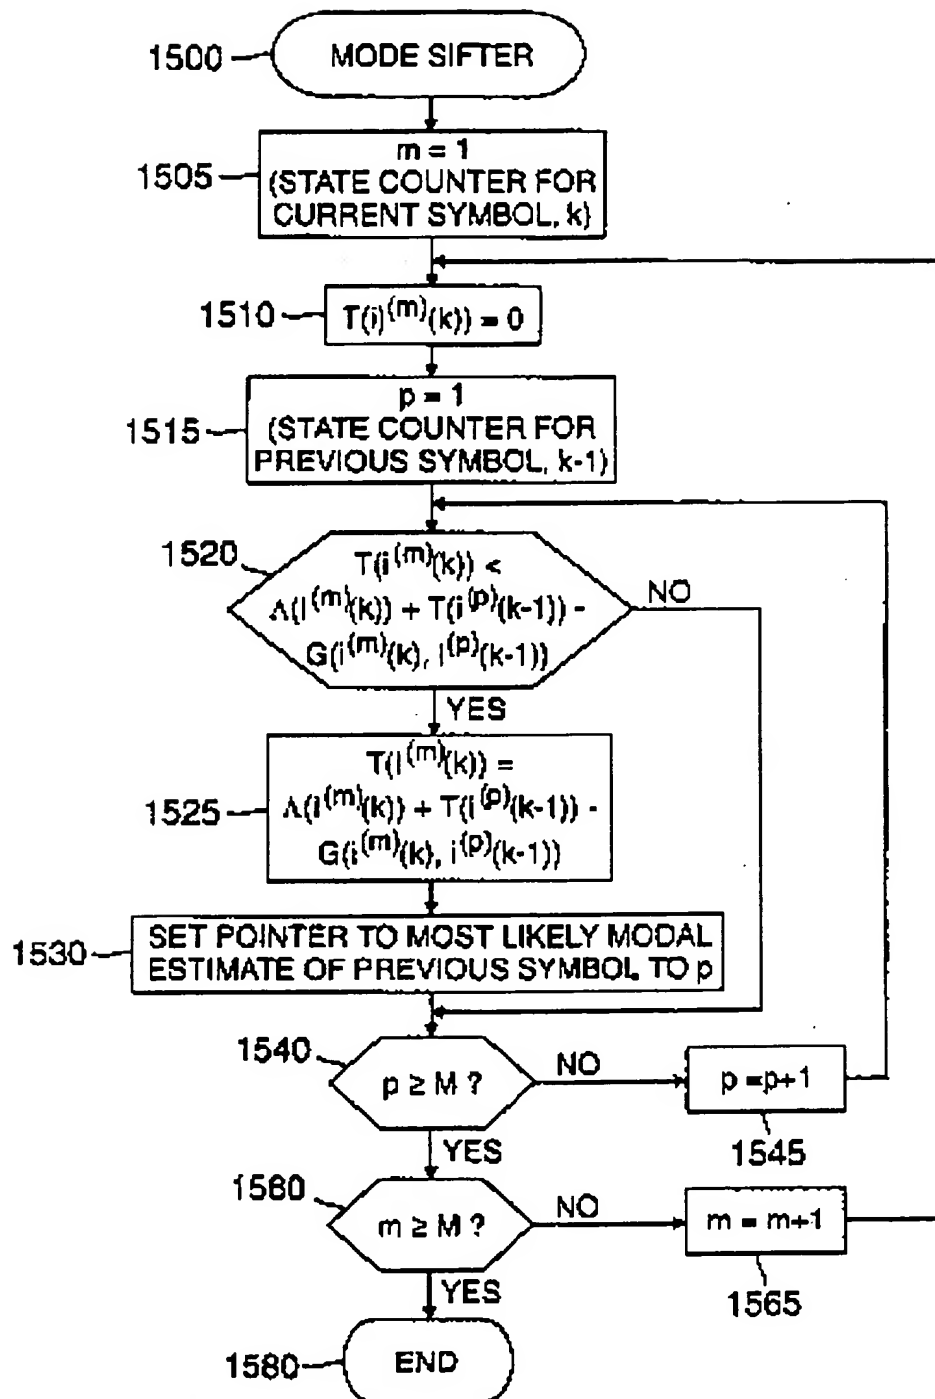 1500
MODE SIFTER
1505
m = 1
(STATE COUNTER FOR
CURRENT SYMBOL, k)
1510
T(i)^(m)(k)) = 0
1515
p = 1
(STATE COUNTER FOR
PREVIOUS SYMBOL, k-1)
1520
T(i^(m)(k)) <
Λ(i^(m)(k)) + T(i^(p)(k-1)) -
G(i^(m)(k), i^(p)(k-1))
NO
YES
1525
T(i^(m)(k)) =
Λ(i^(m)(k)) + T(i^(p)(k-1)) -
G(i^(m)(k), i^(p)(k-1))
1530
SET POINTER TO MOST LIKELY MODAL
ESTIMATE OF PREVIOUS SYMBOL TO p
1540
p ≥ M ?
NO
p =p+1
1545
YES
1560
m ≥ M ?
NO
m = m+1
1565
YES
1580
END